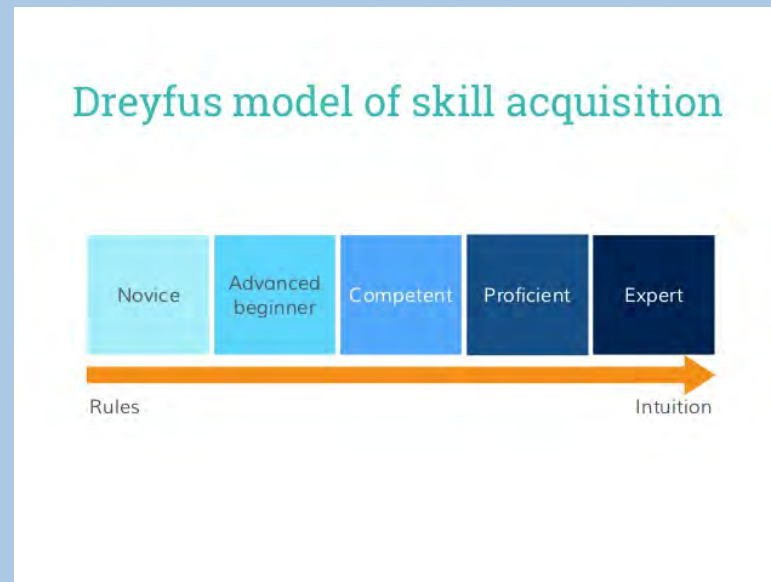 Dreyfus model of skill acquisition
Novice
Advanced
beginner
Competent
Proficient
Expert
Rules
Intuition